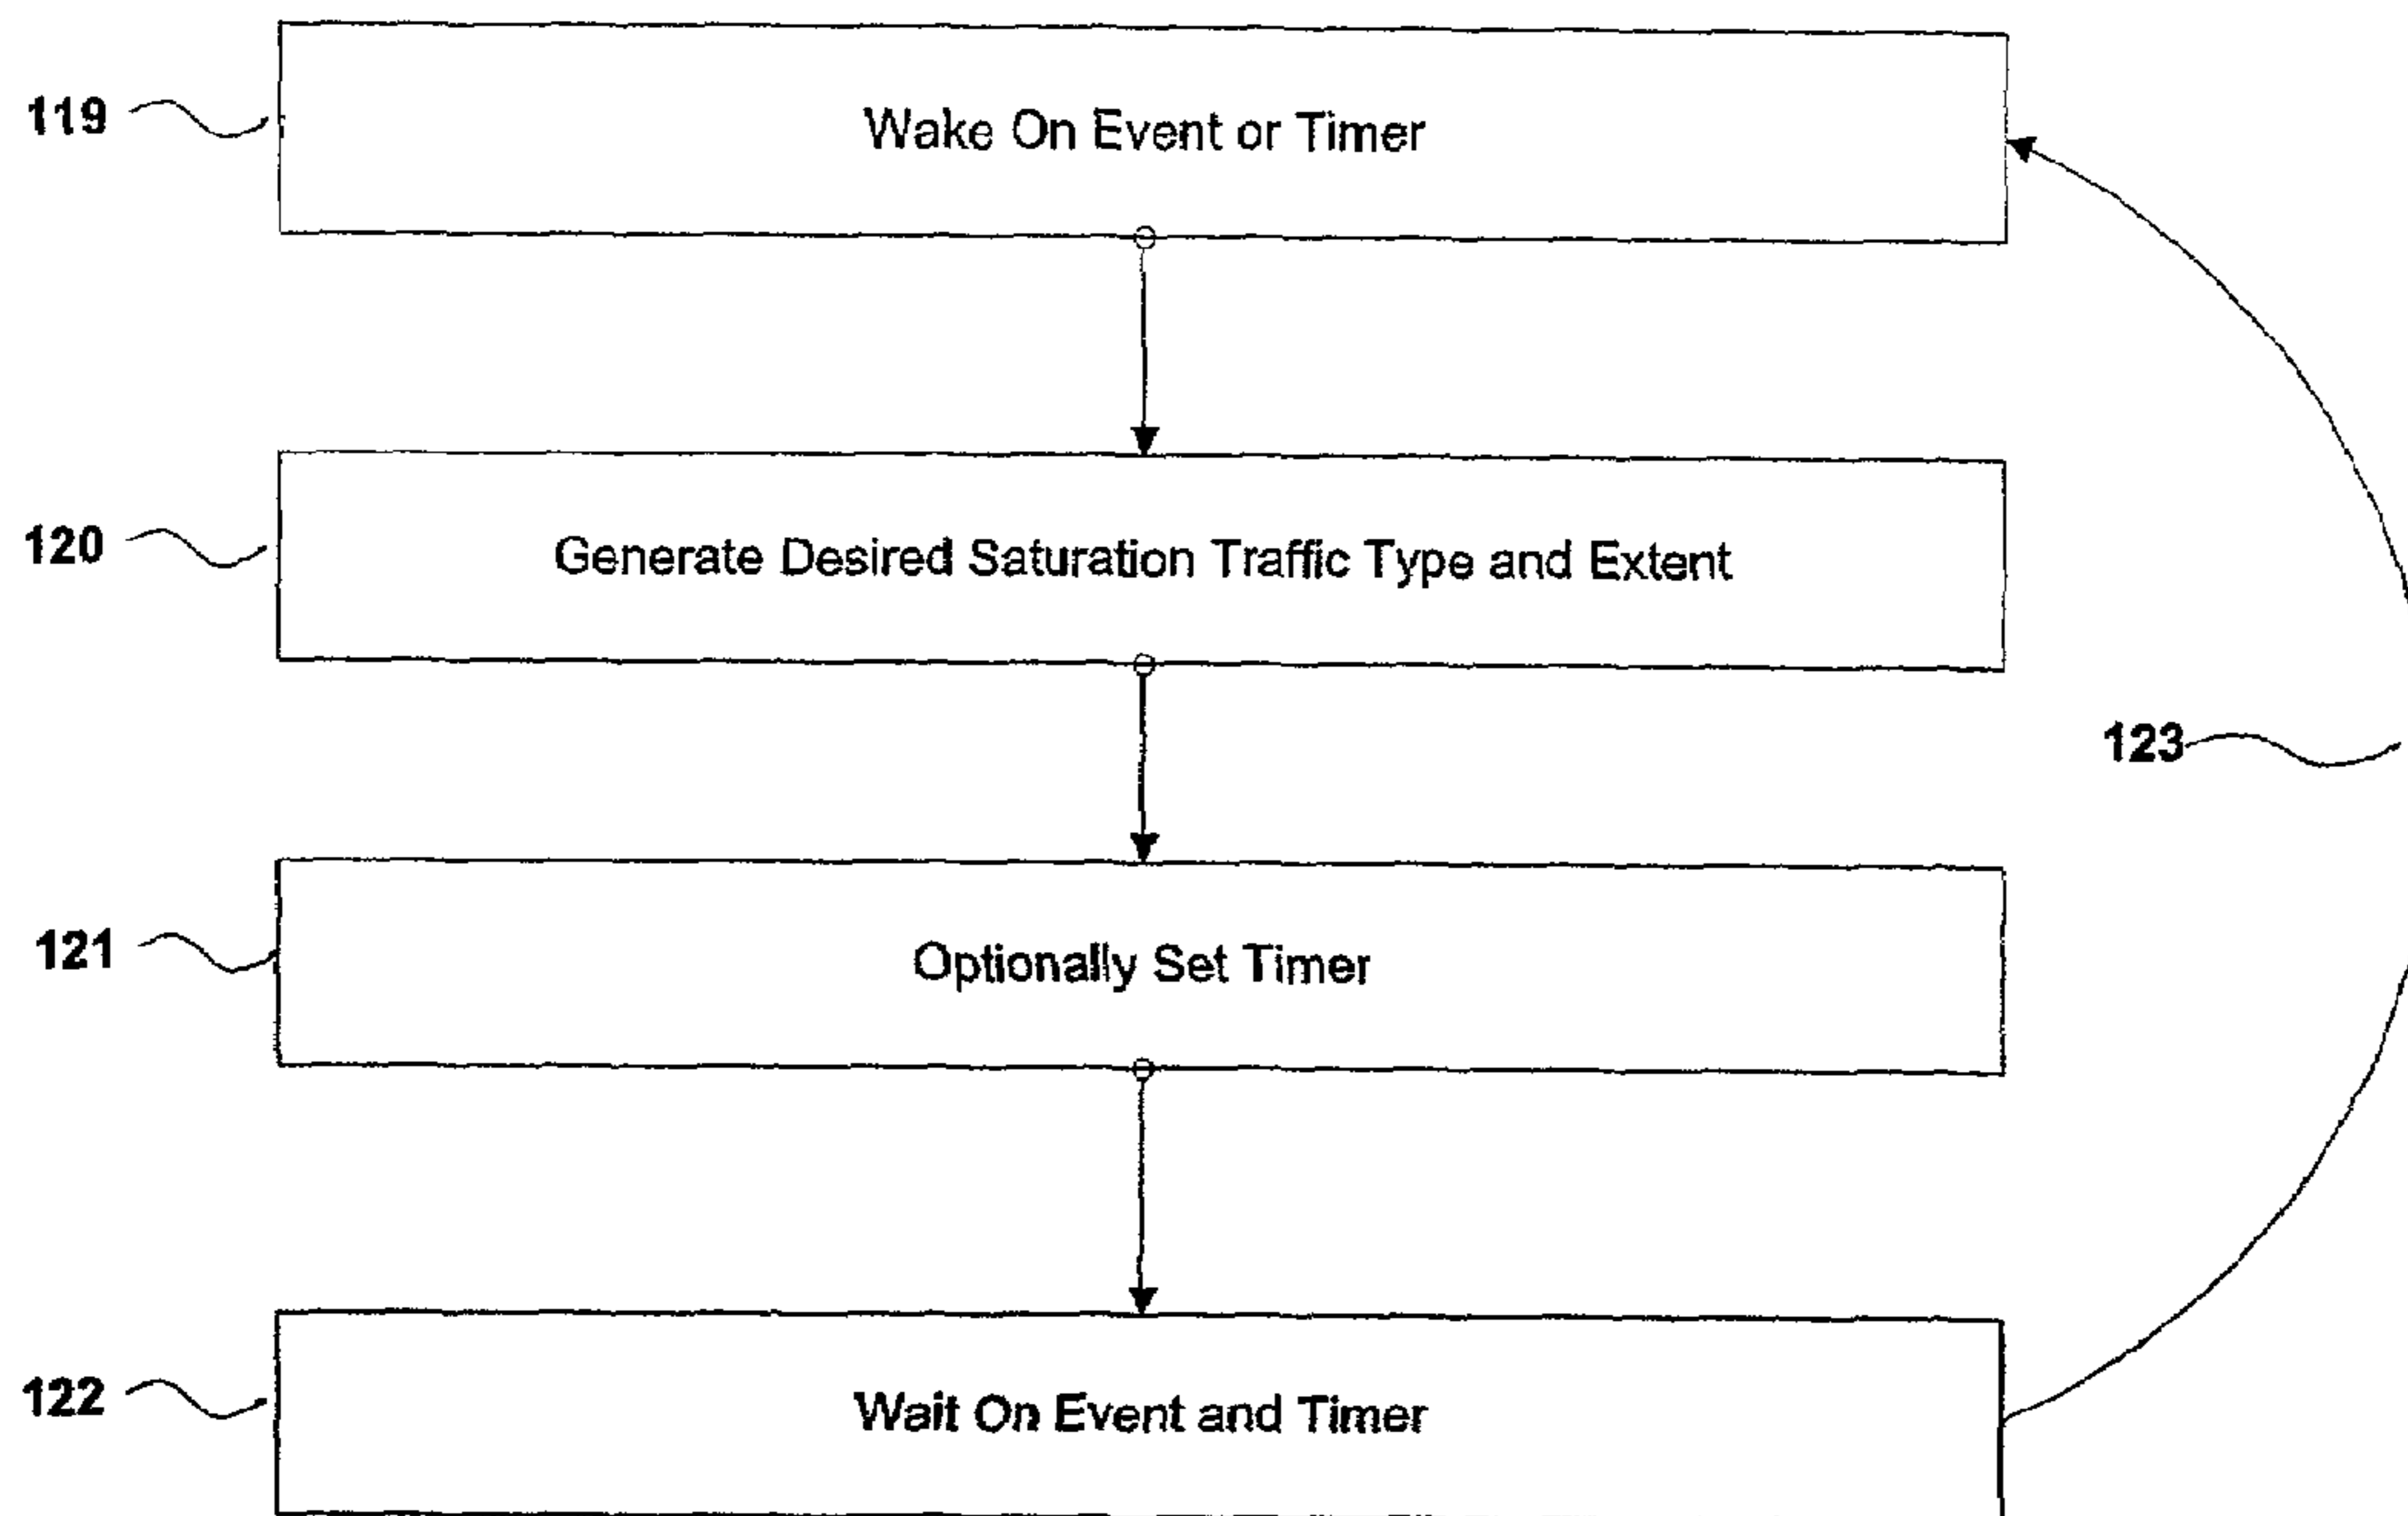 119
Wake On Event or Timer
120
Generate Desired Saturation Traffic Type and Extent
123
121
Optionally Set Timer
122
Wait On Event and Timer